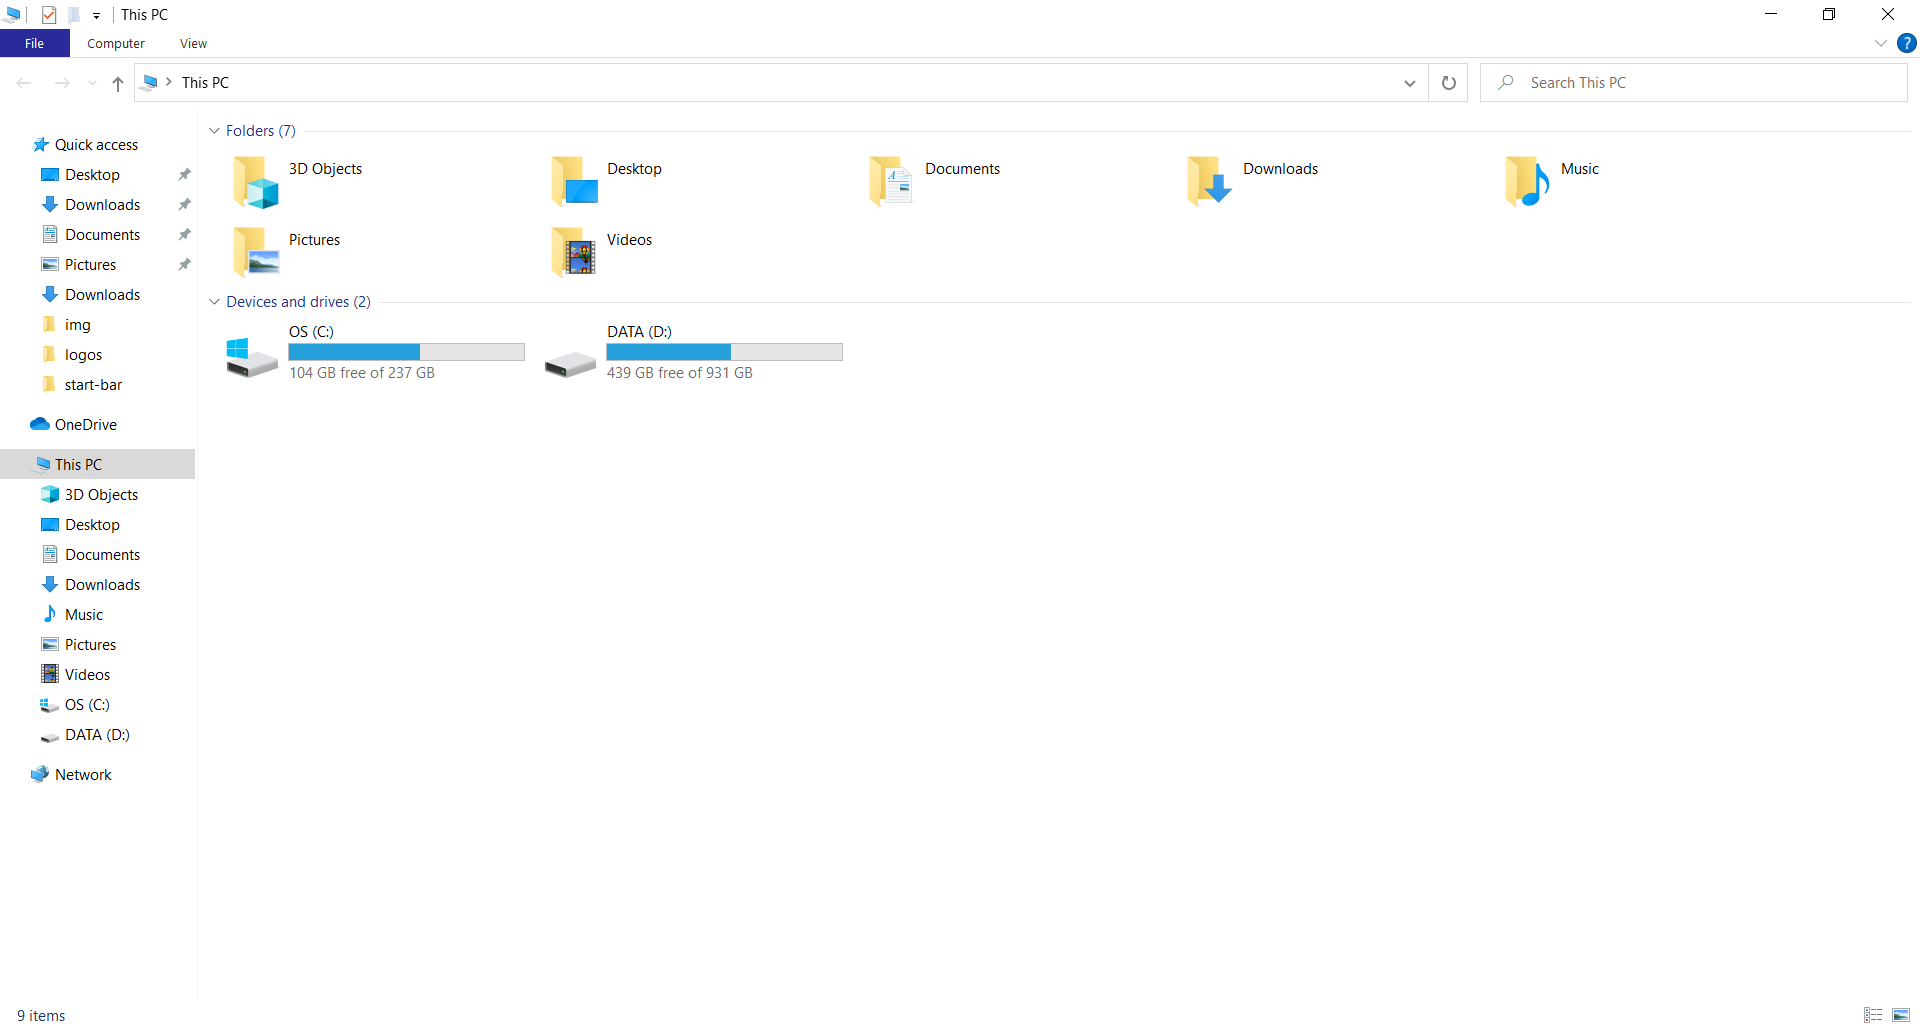 This PC
File Computer View
This PC
Search This PC
Quick access
Desktop
Downloads
Documents
Pictures
Downloads
img
logos
start-bar
OneDrive
This PC
3D Objects
Desktop
Documents
Downloads
Music
Pictures
Videos
OS (C:)
DATA (D:)
Network
Folders (7)
3D Objects
Desktop
Documents
Downloads
Music
Pictures
Videos
Devices and drives (2)
OS (C:)
104 GB free of 237 GB
DATA (D:)
439 GB free of 931 GB
9 items